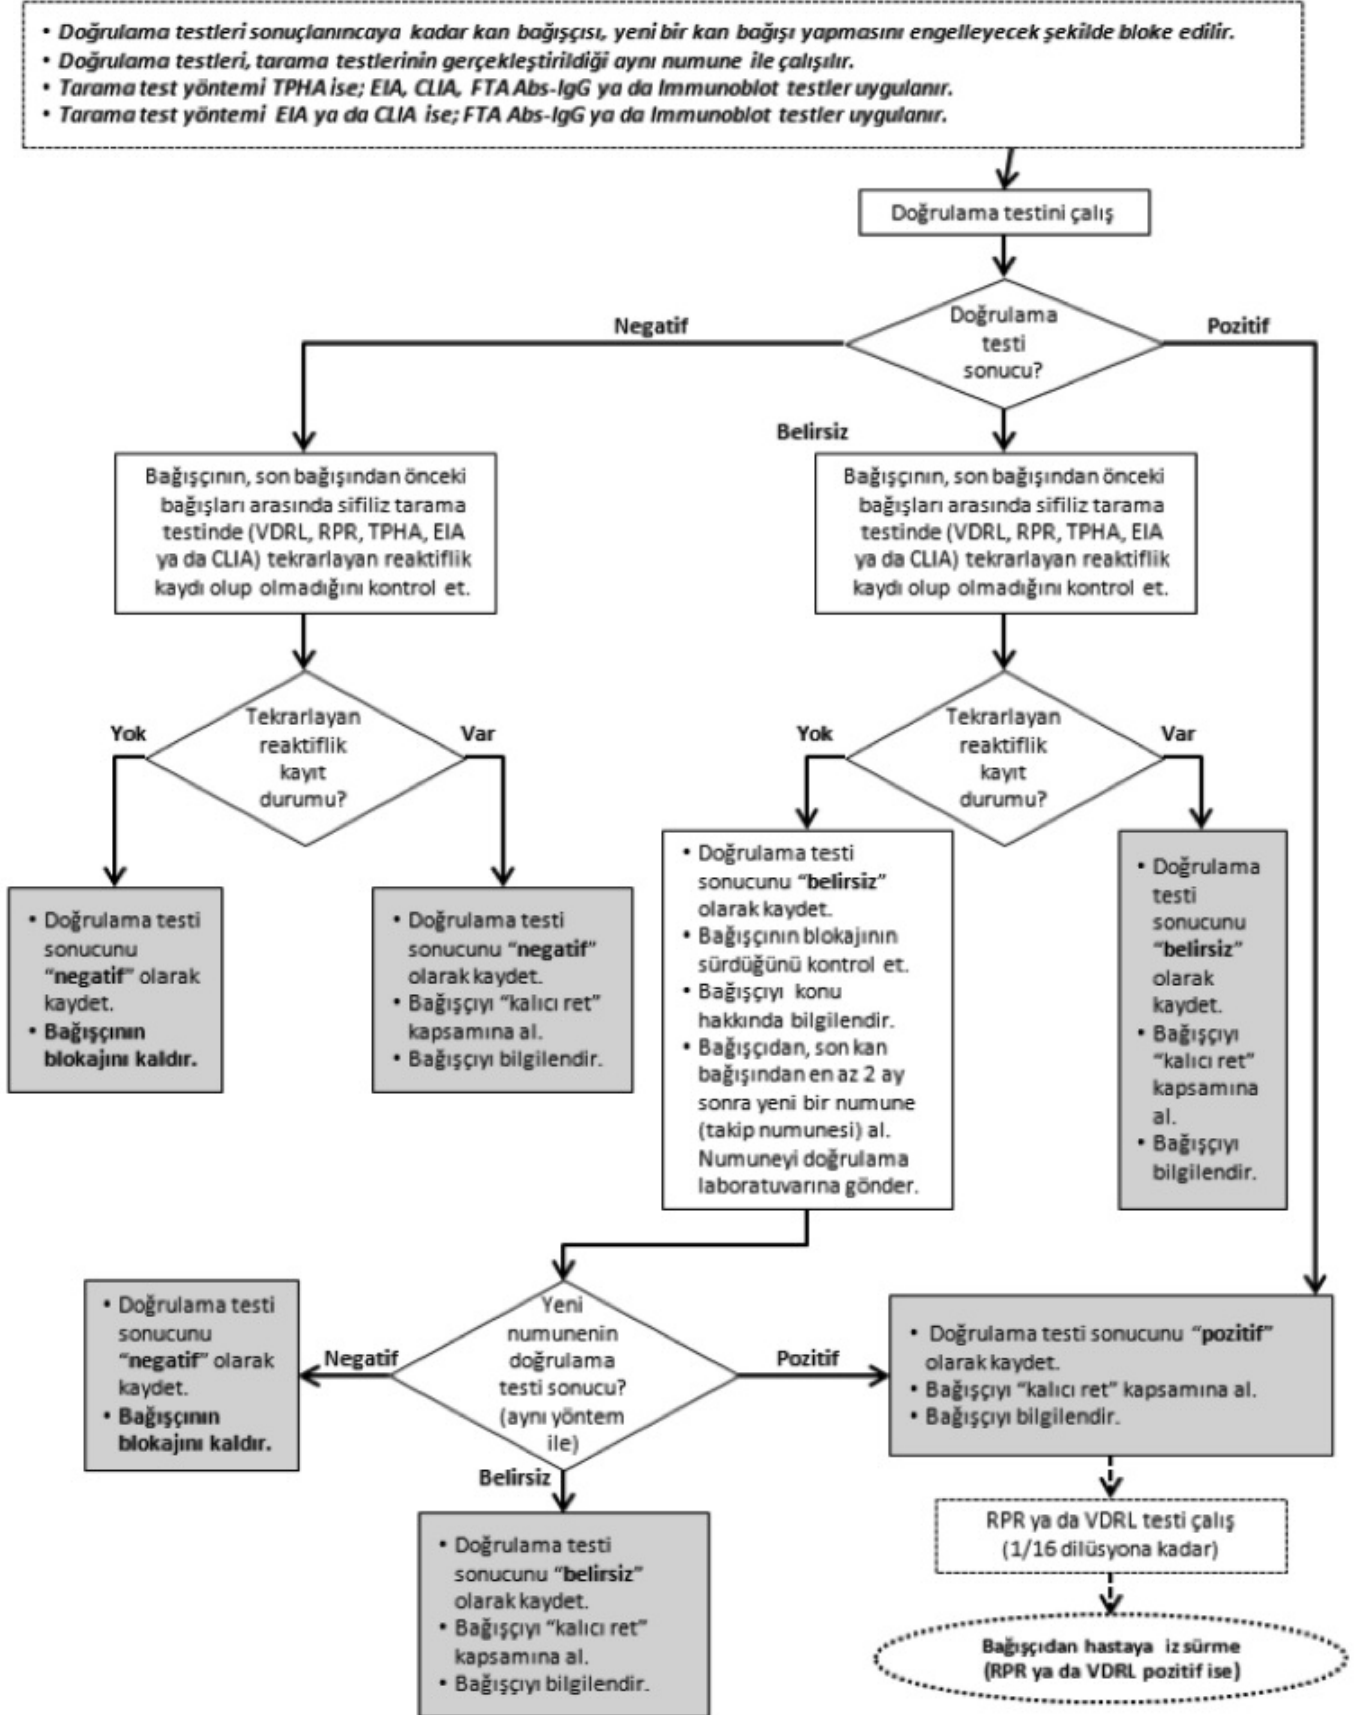 • Doğrulama testleri sonuçlanıncaya kadar kan bağışçısı, yeni bir kan bağışı yapmasını engelleyecek şekilde bloke edilir.
• Doğrulama testleri, tarama testlerinin gerçekleştirildiği aynı numune ile çalışılır.
• Tarama test yöntemi TPHA ise; EIA, CLIA, FTA Abs-IgG ya da Immunoblot testler uygulanır.
• Tarama test yöntemi EIA ya da CLIA ise; FTA Abs-IgG ya da Immunoblot testler uygulanır.
Doğrulama testini çalış
Doğrulama
testi
sonucu?
Negatif
Pozitif
Belirsiz
Bağışçının, son bağışından önceki
bağışları arasında sifiliz tarama
testinde (VDRL, RPR, TPHA, EIA
ya da CLIA) tekrarlayan reaktiflik
kaydı olup olmadığını kontrol et.
Bağışçının, son bağışından önceki
bağışları arasında sifiliz tarama
testinde (VDRL, RPR, TPHA, EIA
ya da CLIA) tekrarlayan reaktiflik
kaydı olup olmadığını kontrol et.
Tekrarlayan
reaktiflik
kayıt
durumu?
Yok
Var
Tekrarlayan
reaktiflik
kayıt
durumu?
Yok
Var
• Doğrulama testi
sonucunu
“negatif” olarak
kaydet.
• Bağışçının
blokajını kaldır.
• Doğrulama testi
sonucunu “negatif”
olarak kaydet.
• Bağışçıyı “kalıcı ret”
kapsamına al.
• Bağışçıyı bilgilendir.
• Doğrulama testi
sonucunu “belirsiz”
olarak kaydet.
• Bağışçının blokajının
sürdüğünü kontrol et.
• Bağışçıyı konu
hakkında bilgilendir.
• Bağışçıdan, son kan
bağışından en az 2 ay
sonra yeni bir numune
(takip numunesi) al.
Numuneyi doğrulama
laboratuvarına gönder.
• Doğrulama
testi
sonucunu
“belirsiz”
olarak
kaydet.
• Bağışçıyı
“kalıcı ret”
kapsamına
al.
• Bağışçıyı
bilgilendir.
Yeni
numunenin
doğrulama
testi sonucu?
(aynı yöntem
ile)
Negatif
Pozitif
Belirsiz
• Doğrulama testi
sonucunu
“negatif” olarak
kaydet.
• Bağışçının
blokajını kaldır.
• Doğrulama testi sonucunu “pozitif”
olarak kaydet.
• Bağışçıyı “kalıcı ret” kapsamına al.
• Bağışçıyı bilgilendir.
• Doğrulama testi
sonucunu “belirsiz”
olarak kaydet.
• Bağışçıyı “kalıcı ret”
kapsamına al.
• Bağışçıyı bilgilendir.
RPR ya da VDRL testi çalış
(1/16 dilüsyona kadar)
Bağışçıdan hastaya iz sürme
(RPR ya da VDRL pozitif ise)